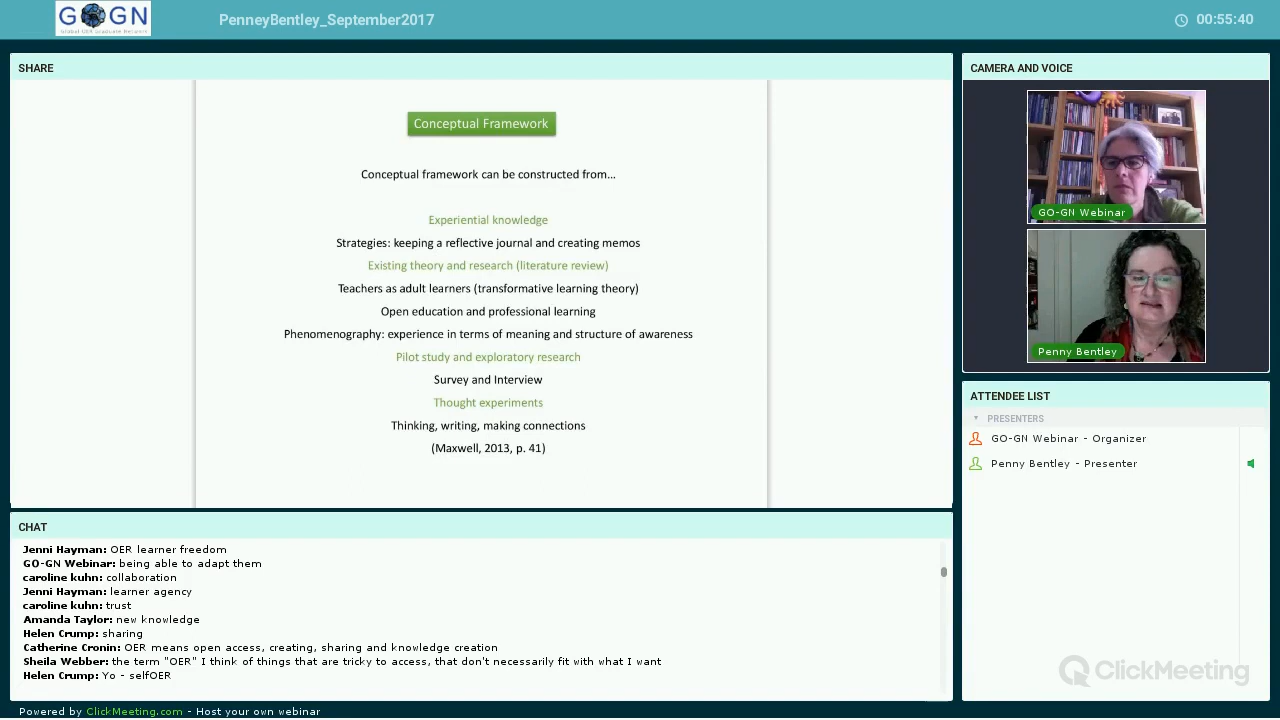 GO GN
Global OER Graduate Network
PenneyBentley_September2017
00:55:40
SHARE
Conceptual Framework
Conceptual framework can be constructed from...
Experiential knowledge
Strategies: keeping a reflective journal and creating memos
Existing theory and research (literature review)
Teachers as adult learners (transformative learning theory)
Open education and professional learning
Phenomenography: experience in terms of meaning and structure of awareness
Pilot study and exploratory research
Survey and Interview
Thought experiments
Thinking, writing, making connections
(Maxwell, 2013, p. 41)
CAMERA AND VOICE
GO-GN Webinar
Penny Bentley
ATTENDEE LIST
PRESENTERS
GO-GN Webinar - Organizer
Penny Bentley - Presenter
CHAT
Jenni Hayman: OER learner freedom
GO-GN Webinar: being able to adapt them
caroline kuhn: collaboration
Jenni Hayman: learner agency
caroline kuhn: trust
Amanda Taylor: new knowledge
Helen Crump: sharing
Catherine Cronin: OER means open access, creating, sharing and knowledge creation
Sheila Webber: the term "OER" I think of things that are tricky to access, that don't necessarily fit with what I want
Helen Crump: Yo - selfOER
ClickMeeting
Powered by ClickMeeting.com - Host your own webinar